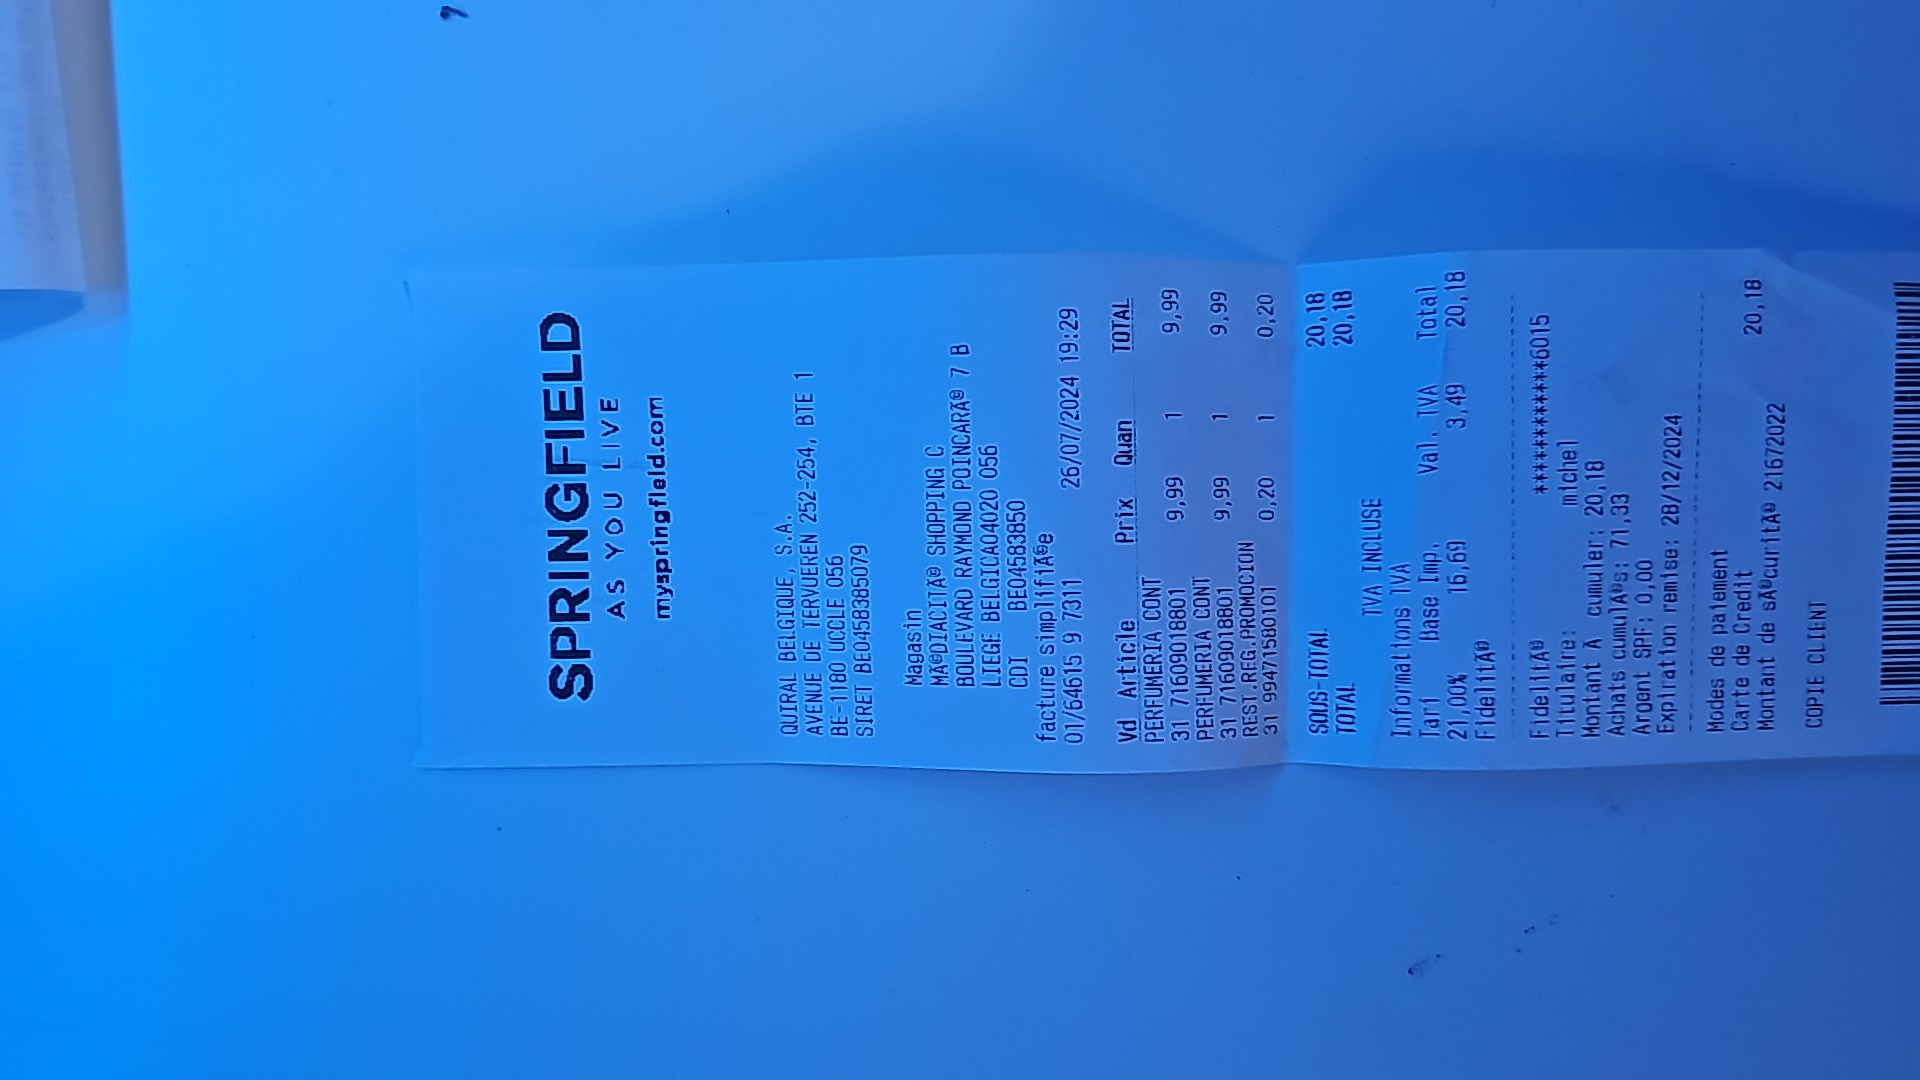 SPRINGFIELD
AS YOU LIVE
myspringfield.com
QUIRAL BELGIQUE, S.A.
AVENUE DE TERVUEREN 252-254, BTE 1
BE-1180 UCCLE 056
SIRET BE0458385079
Magasin
MÃ©DIACITÃ© SHOPPING C
BOULEVARD RAYMOND POINCARÃ© 7 B
LIEGE BELGICA04020 056
CDI BE04583850
facture simplifiÃ©e
01/64615 9 73111 26/07/2024 19:29
Vd Article Prix Quan TOTAL
PERFUMERIA CONT
31 71609018801 9,99 1 9,99
PERFUMERIA CONT
31 71609018801 9,99 1 9,99
REST.REG.PROMOCION
31 99471580101 0,20 1 0,20
SOUS-TOTAL 20,18
TOTAL 20,18
TVA INCLUSE
Informations TVA
Tari Base Imp. Val. TVA Total
21,00% 16,69 3,49 20,18
FidelitÃ©
FidelitÃ© ************6015
Titulaire: michel
Montant Ã cumuler: 20,18
Achats cumulÃ©s: 71,33
Argent SPF: 0,00
Expiration remise: 28/12/2024
Modes de paiement
Carte de Credit 20,18
Montant de sÃ©curitÃ© 21672022
COPIE CLIENT